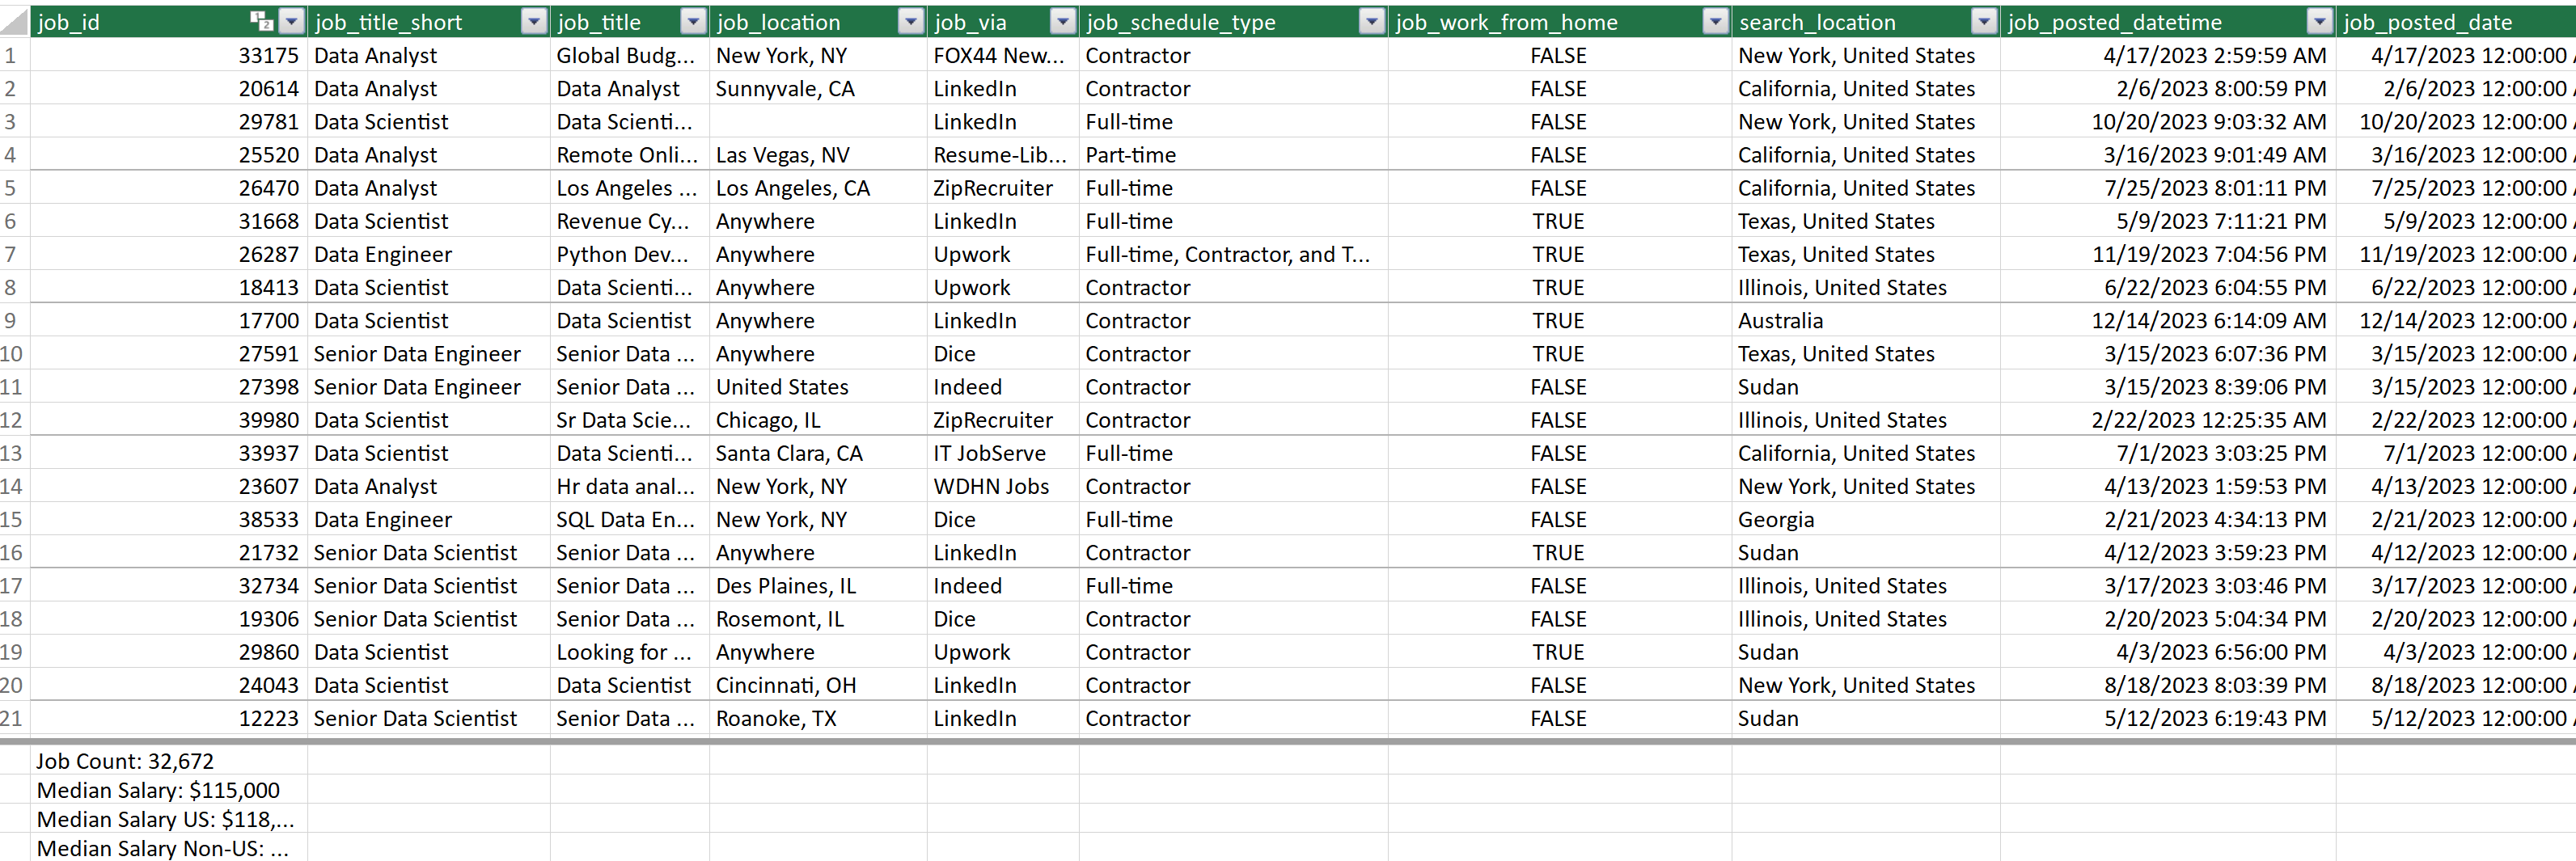 job_id job_title_short job_title job_location job_via job_schedule_type job_work_from_home search_location job_posted_datetime job_posted_date
1 33175 Data Analyst Global Budg... New York, NY FOX44 New... Contractor FALSE New York, United States 4/17/2023 2:59:59 AM 4/17/2023 12:00:00
2 20614 Data Analyst Data Analyst Sunnyvale, CA LinkedIn Contractor FALSE California, United States 2/6/2023 8:00:59 PM 2/6/2023 12:00:00
3 29781 Data Scientist Data Scienti... LinkedIn Full-time FALSE New York, United States 10/20/2023 9:03:32 AM 10/20/2023 12:00:00
4 25520 Data Analyst Remote Onli... Las Vegas, NV Resume-Lib... Part-time FALSE California, United States 3/16/2023 9:01:49 AM 3/16/2023 12:00:00
5 26470 Data Analyst Los Angeles ... Los Angeles, CA ZipRecruiter Full-time FALSE California, United States 7/25/2023 8:01:11 PM 7/25/2023 12:00:00
6 31668 Data Scientist Revenue Cy... Anywhere LinkedIn Full-time TRUE Texas, United States 5/9/2023 7:11:21 PM 5/9/2023 12:00:00
7 26287 Data Engineer Python Dev... Anywhere Upwork Full-time, Contractor, and T... TRUE Texas, United States 11/19/2023 7:04:56 PM 11/19/2023 12:00:00
8 18413 Data Scientist Data Scienti... Anywhere Upwork Contractor TRUE Illinois, United States 6/22/2023 6:04:55 PM 6/22/2023 12:00:00
9 17700 Data Scientist Data Scientist Anywhere LinkedIn Contractor TRUE Australia 12/14/2023 6:14:09 AM 12/14/2023 12:00:00
10 27591 Senior Data Engineer Senior Data ... Anywhere Dice Contractor TRUE Texas, United States 3/15/2023 6:07:36 PM 3/15/2023 12:00:00
11 27398 Senior Data Engineer Senior Data ... United States Indeed Contractor FALSE Sudan 3/15/2023 8:39:06 PM 3/15/2023 12:00:00
12 39980 Data Scientist Sr Data Scie... Chicago, IL ZipRecruiter Contractor FALSE Illinois, United States 2/22/2023 12:25:35 AM 2/22/2023 12:00:00
13 33937 Data Scientist Data Scienti... Santa Clara, CA IT JobServe Full-time FALSE California, United States 7/1/2023 3:03:25 PM 7/1/2023 12:00:00
14 23607 Data Analyst Hr data anal... New York, NY WDHN Jobs Contractor FALSE New York, United States 4/13/2023 1:59:53 PM 4/13/2023 12:00:00
15 38533 Data Engineer SQL Data En... New York, NY Dice Full-time FALSE Georgia 2/21/2023 4:34:13 PM 2/21/2023 12:00:00
16 21732 Senior Data Scientist Senior Data ... Anywhere LinkedIn Contractor TRUE Sudan 4/12/2023 3:59:23 PM 4/12/2023 12:00:00
17 32734 Senior Data Scientist Senior Data ... Des Plaines, IL Indeed Full-time FALSE Illinois, United States 3/17/2023 3:03:46 PM 3/17/2023 12:00:00
18 19306 Senior Data Scientist Senior Data ... Rosemont, IL Dice Contractor FALSE Illinois, United States 2/20/2023 5:04:34 PM 2/20/2023 12:00:00
19 29860 Data Scientist Looking for ... Anywhere Upwork Contractor TRUE Sudan 4/3/2023 6:56:00 PM 4/3/2023 12:00:00
20 24043 Data Scientist Data Scientist Cincinnati, OH LinkedIn Contractor FALSE New York, United States 8/18/2023 8:03:39 PM 8/18/2023 12:00:00
21 12223 Senior Data Scientist Senior Data ... Roanoke, TX LinkedIn Contractor FALSE Sudan 5/12/2023 6:19:43 PM 5/12/2023 12:00:00
Job Count: 32,672
Median Salary: $115,000
Median Salary US: $118,...
Median Salary Non-US: ...